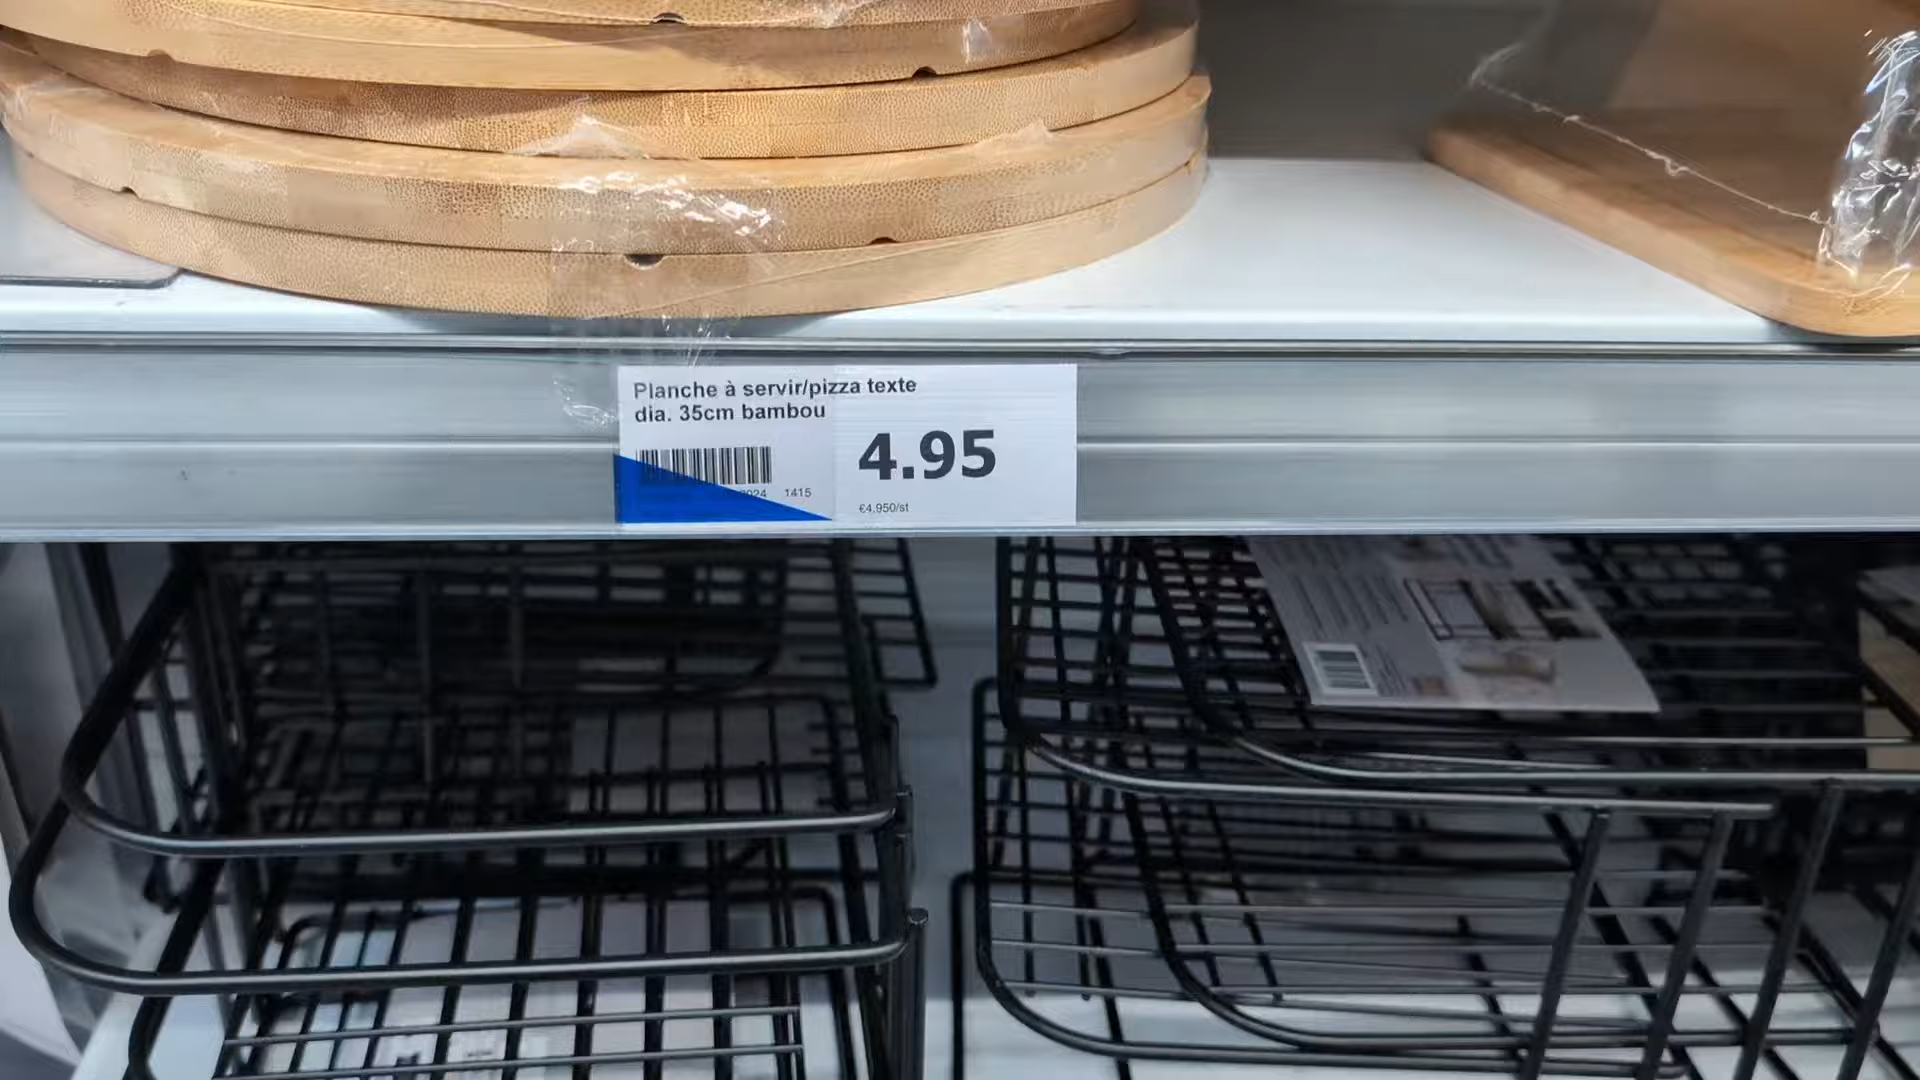 Planche à servir/pizza texte
dia. 35cm bambou
4.95
1415
€4.950/st